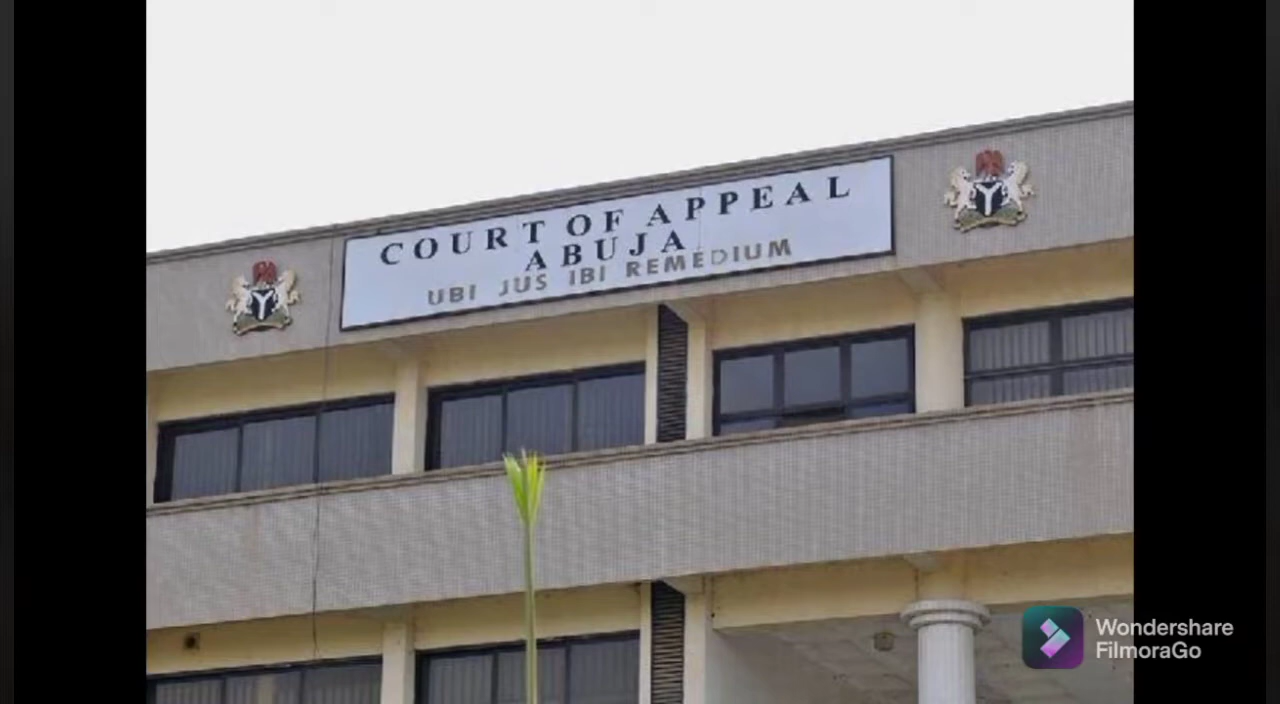 COURT OF APPEAL
ABUJA
UBI JUS IBI REMEDIUM
Wondershare
FilmoraGo